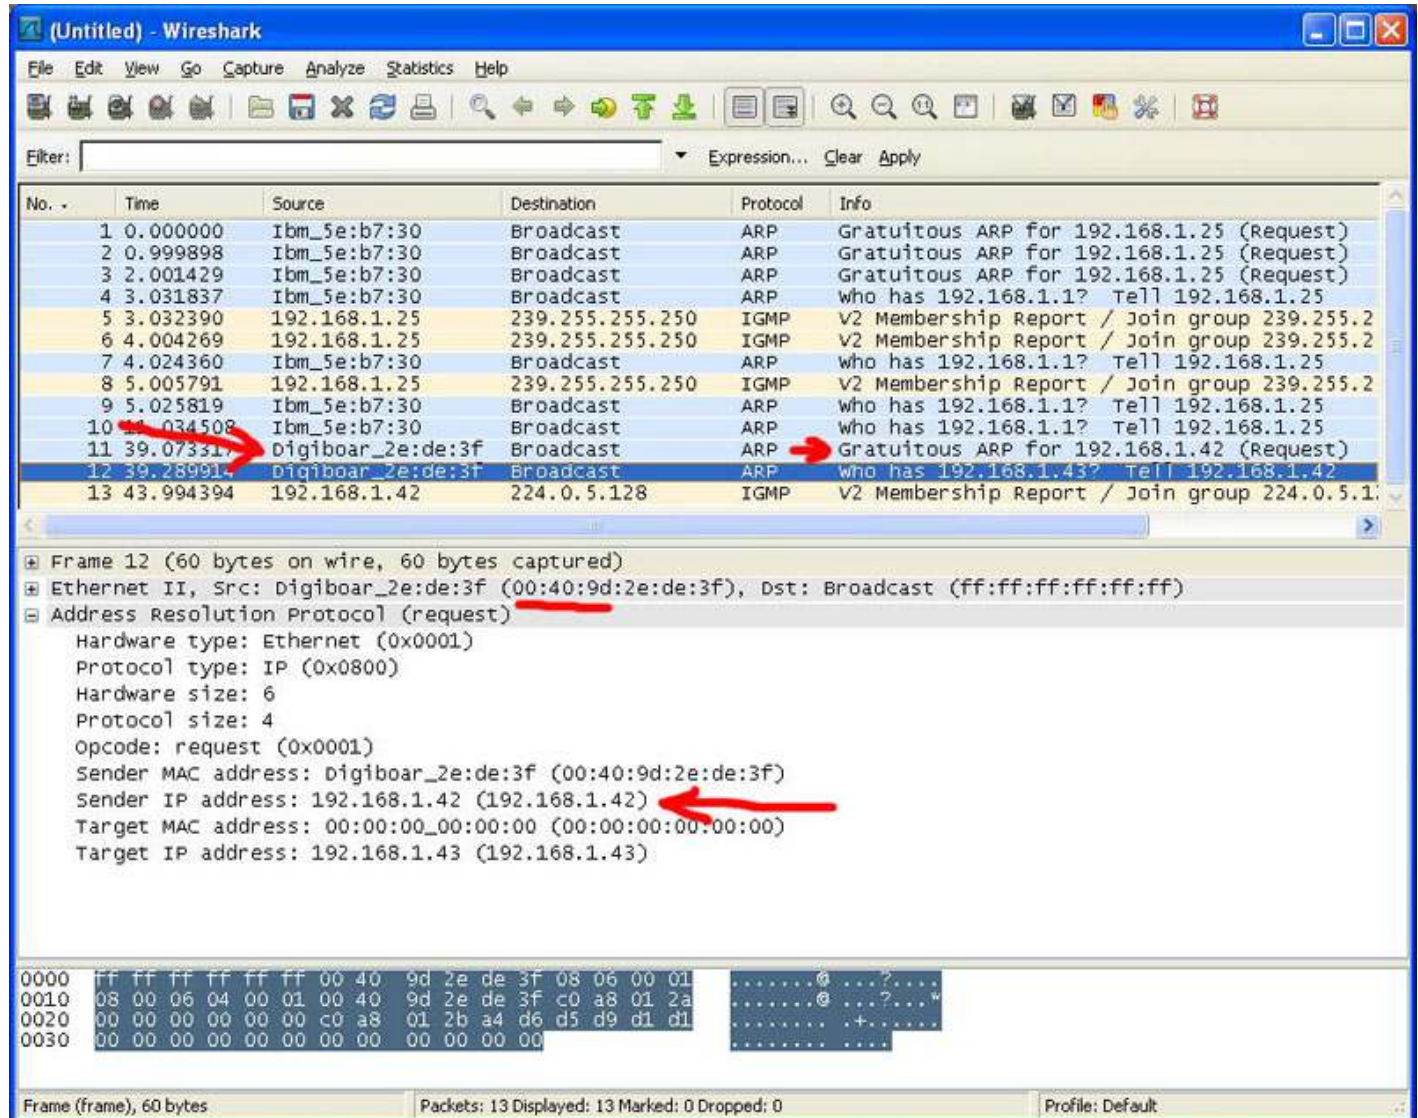 (Untitled) - Wireshark
File Edit View Go Capture Analyze Statistics Help
Filter: Expression... Clear Apply
No. Time Source Destination Protocol Info
1 0.000000 Ibm_5e:b7:30 Broadcast ARP Gratuitous ARP for 192.168.1.25 (Request)
2 0.999898 Ibm_5e:b7:30 Broadcast ARP Gratuitous ARP for 192.168.1.25 (Request)
3 2.001429 Ibm_5e:b7:30 Broadcast ARP Gratuitous ARP for 192.168.1.25 (Request)
4 3.031837 Ibm_5e:b7:30 Broadcast ARP Who has 192.168.1.1? Tell 192.168.1.25
5 3.032390 192.168.1.25 239.255.255.250 IGMP V2 Membership Report / Join group 239.255.2
6 4.004269 192.168.1.25 239.255.255.250 IGMP V2 Membership Report / Join group 239.255.2
7 4.024360 Ibm_5e:b7:30 Broadcast ARP Who has 192.168.1.1? Tell 192.168.1.25
8 5.005791 192.168.1.25 239.255.255.250 IGMP V2 Membership Report / Join group 239.255.2
9 5.025819 Ibm_5e:b7:30 Broadcast ARP Who has 192.168.1.1? Tell 192.168.1.25
10 Ibm_5e:b7:30 Broadcast ARP Who has 192.168.1.1? Tell 192.168.1.25
11 Digiboar_2e:de:3f Broadcast ARP Gratuitous ARP for 192.168.1.42 (Request)
12 39.289914 Digiboar_2e:de:3f Broadcast ARP Who has 192.168.1.43? Tell 192.168.1.42
13 43.994394 192.168.1.42 224.0.5.128 IGMP V2 Membership Report / Join group 224.0.5.1
Frame 12 (60 bytes on wire, 60 bytes captured)
Ethernet II, Src: Digiboar_2e:de:3f (00:40:9d:2e:de:3f), Dst: Broadcast (ff:ff:ff:ff:ff:ff)
Address Resolution Protocol (request)
Hardware type: Ethernet (0x0001)
Protocol type: IP (0x0800)
Hardware size: 6
Protocol size: 4
Opcode: request (0x0001)
Sender MAC address: Digiboar_2e:de:3f (00:40:9d:2e:de:3f)
Sender IP address: 192.168.1.42 (192.168.1.42)
Target MAC address: 00:00:00_00:00:00 (00:00:00:00:00:00)
Target IP address: 192.168.1.43 (192.168.1.43)
0000 ff ff ff ff ff ff 00 40 9d 2e de 3f 08 06 00 01 .......@ ...?....
0010 08 00 06 04 00 01 00 40 9d 2e de 3f c0 a8 01 2a .......@ ...?...*
0020 00 00 00 00 00 00 c0 a8 01 2b a4 d6 d5 d9 d1 d1 ........ .+......
0030 00 00 00 00 00 00 00 00 00 00 00 00 ........ ....
Frame (frame), 60 bytes Packets: 13 Displayed: 13 Marked: 0 Dropped: 0 Profile: Default